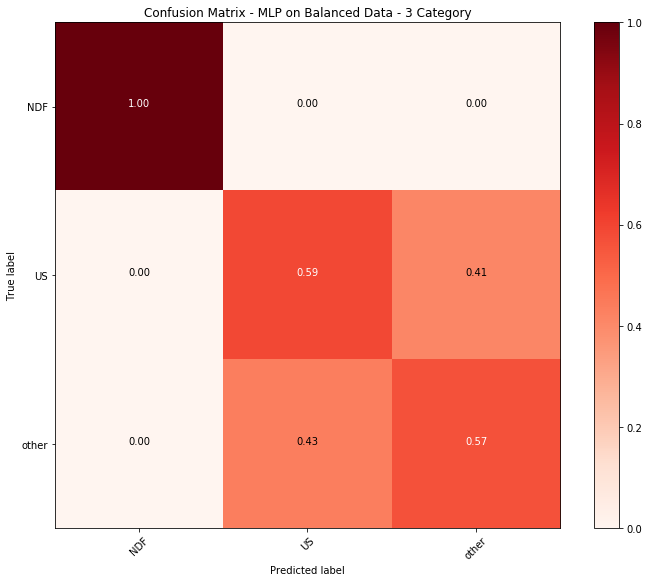 Confusion Matrix - MLP on Balanced Data - 3 Category
NDF 1.00 0.00 0.00
US 0.00 0.59 0.41
other 0.00 0.43 0.57
True label
NDF US other
Predicted label
1.0
0.8
0.6
0.4
0.2
0.0